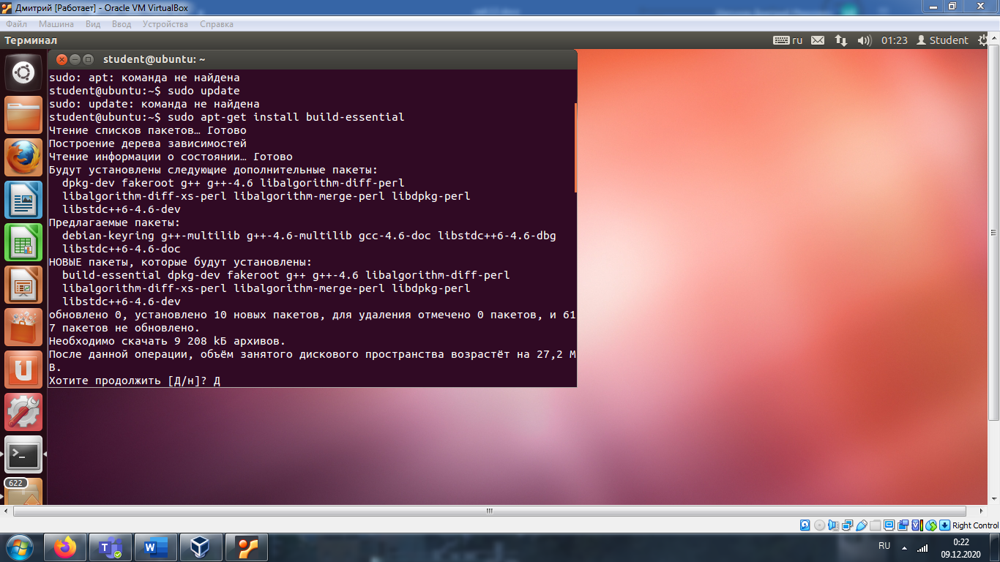 Дмитрий [Работает] - Oracle VM VirtualBox
Файл Машина Вид Ввод Устройства Справка
Терминал ru 01:23 Student
student@ubuntu: ~
sudo: apt: команда не найдена
student@ubuntu:~$ sudo update
sudo: update: команда не найдена
student@ubuntu:~$ sudo apt-get install build-essential
Чтение списков пакетов… Готово
Построение дерева зависимостей
Чтение информации о состоянии… Готово
Будут установлены следующие дополнительные пакеты:
dpkg-dev fakeroot g++ g++-4.6 libalgorithm-diff-perl
libalgorithm-diff-xs-perl libalgorithm-merge-perl libdpkg-perl
libstdc++6-4.6-dev
Предлагаемые пакеты:
debian-keyring g++-multilib g++-4.6-multilib gcc-4.6-doc libstdc++6-4.6-dbg
libstdc++6-4.6-doc
НОВЫЕ пакеты, которые будут установлены:
build-essential dpkg-dev fakeroot g++ g++-4.6 libalgorithm-diff-perl
libalgorithm-diff-xs-perl libalgorithm-merge-perl libdpkg-perl
libstdc++6-4.6-dev
обновлено 0, установлено 10 новых пакетов, для удаления отмечено 0 пакетов, и 61
7 пакетов не обновлено.
Необходимо скачать 9 208 kБ архивов.
После данной операции, объём занятого дискового пространства возрастёт на 27,2 M
B.
Хотите продолжить [Д/н]? Д
622
Right Control
RU 0:22
09.12.2020